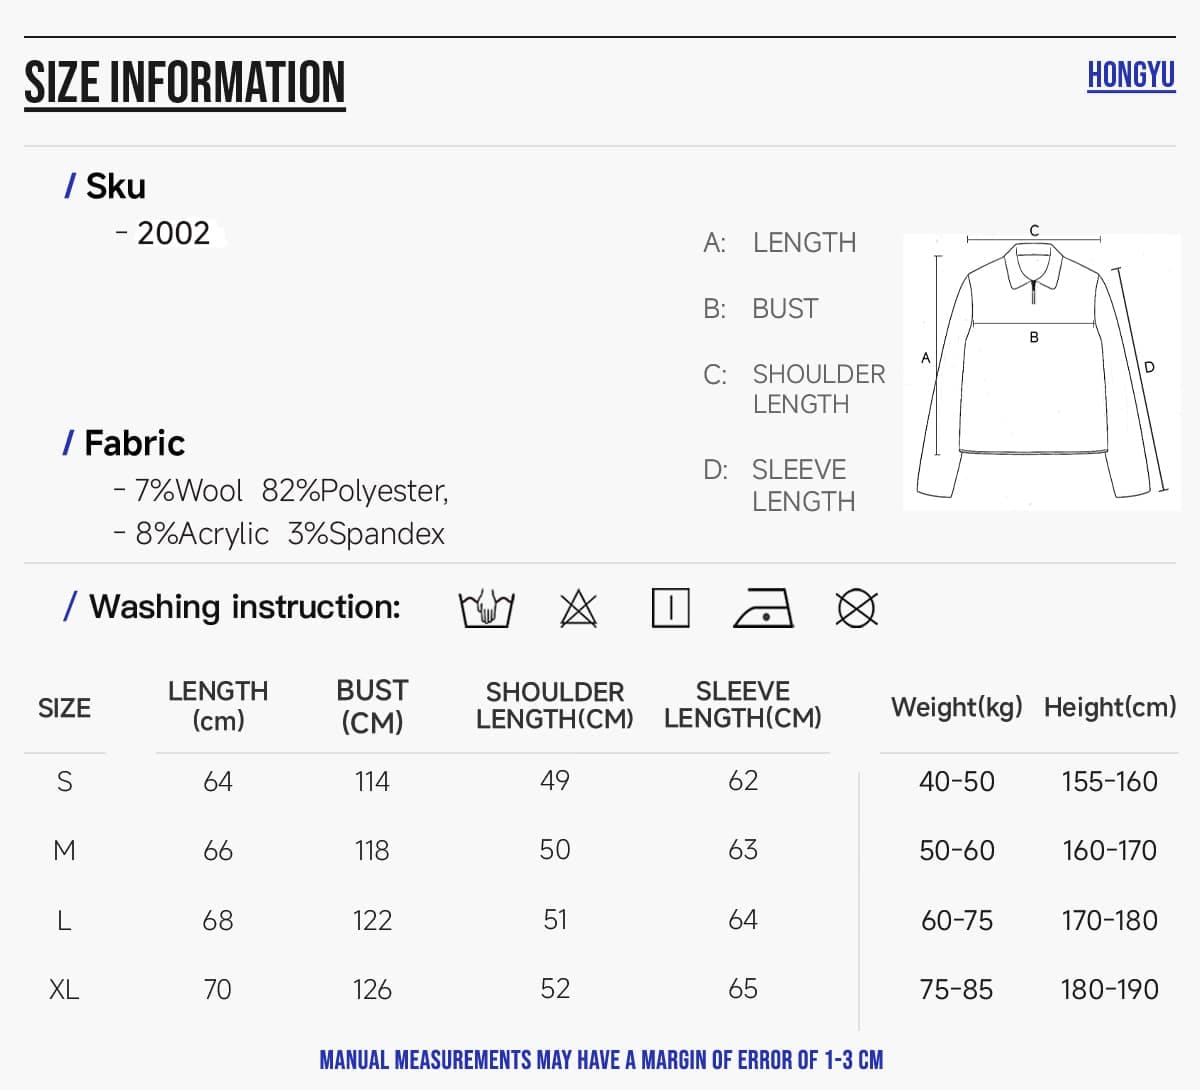 SIZE INFORMATION
HONGYU
/ Sku
- 2002
A: LENGTH
B: BUST
C: SHOULDER
LENGTH
D: SLEEVE
LENGTH
C
A
B
D
/ Fabric
- 7%Wool 82%Polyester,
- 8%Acrylic 3%Spandex
/ Washing instruction:
SIZE LENGTH (cm) BUST (CM) SHOULDER LENGTH(CM) SLEEVE LENGTH(CM) Weight(kg) Height(cm)
S 64 114 49 62 40-50 155-160
M 66 118 50 63 50-60 160-170
L 68 122 51 64 60-75 170-180
XL 70 126 52 65 75-85 180-190
MANUAL MEASUREMENTS MAY HAVE A MARGIN OF ERROR OF 1-3 CM